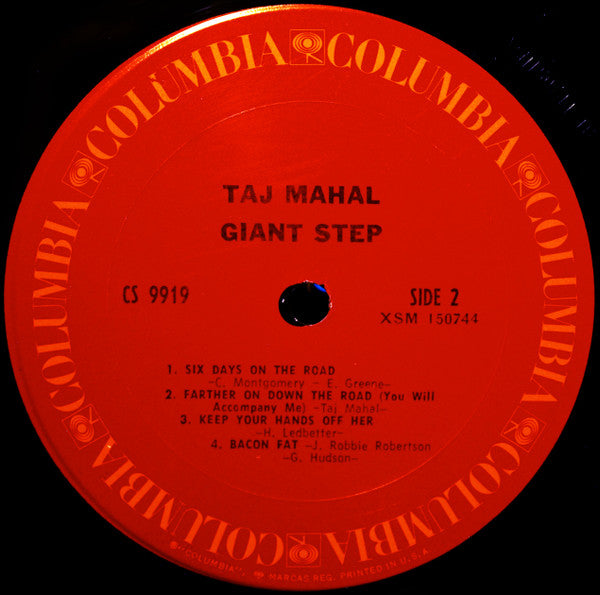 COLUMBIA COLUMBIA COLUMBIA COLUMBIA COLUMBIA COLUMBIA
TAJ MAHAL
GIANT STEP
CS 9919
SIDE 2
XSM 150744
1. SIX DAYS ON THE ROAD
-C. Montgomery - E. Greene-
2. FARTHER ON DOWN THE ROAD (You Will
Accompany Me) -Taj Mahal-
3. KEEP YOUR HANDS OFF HER
-H. Ledbetter-
4. BACON FAT -J. Robbie Robertson
-G. Hudson-
® "COLUMBIA", ® MARCAS REG. PRINTED IN U.S.A.